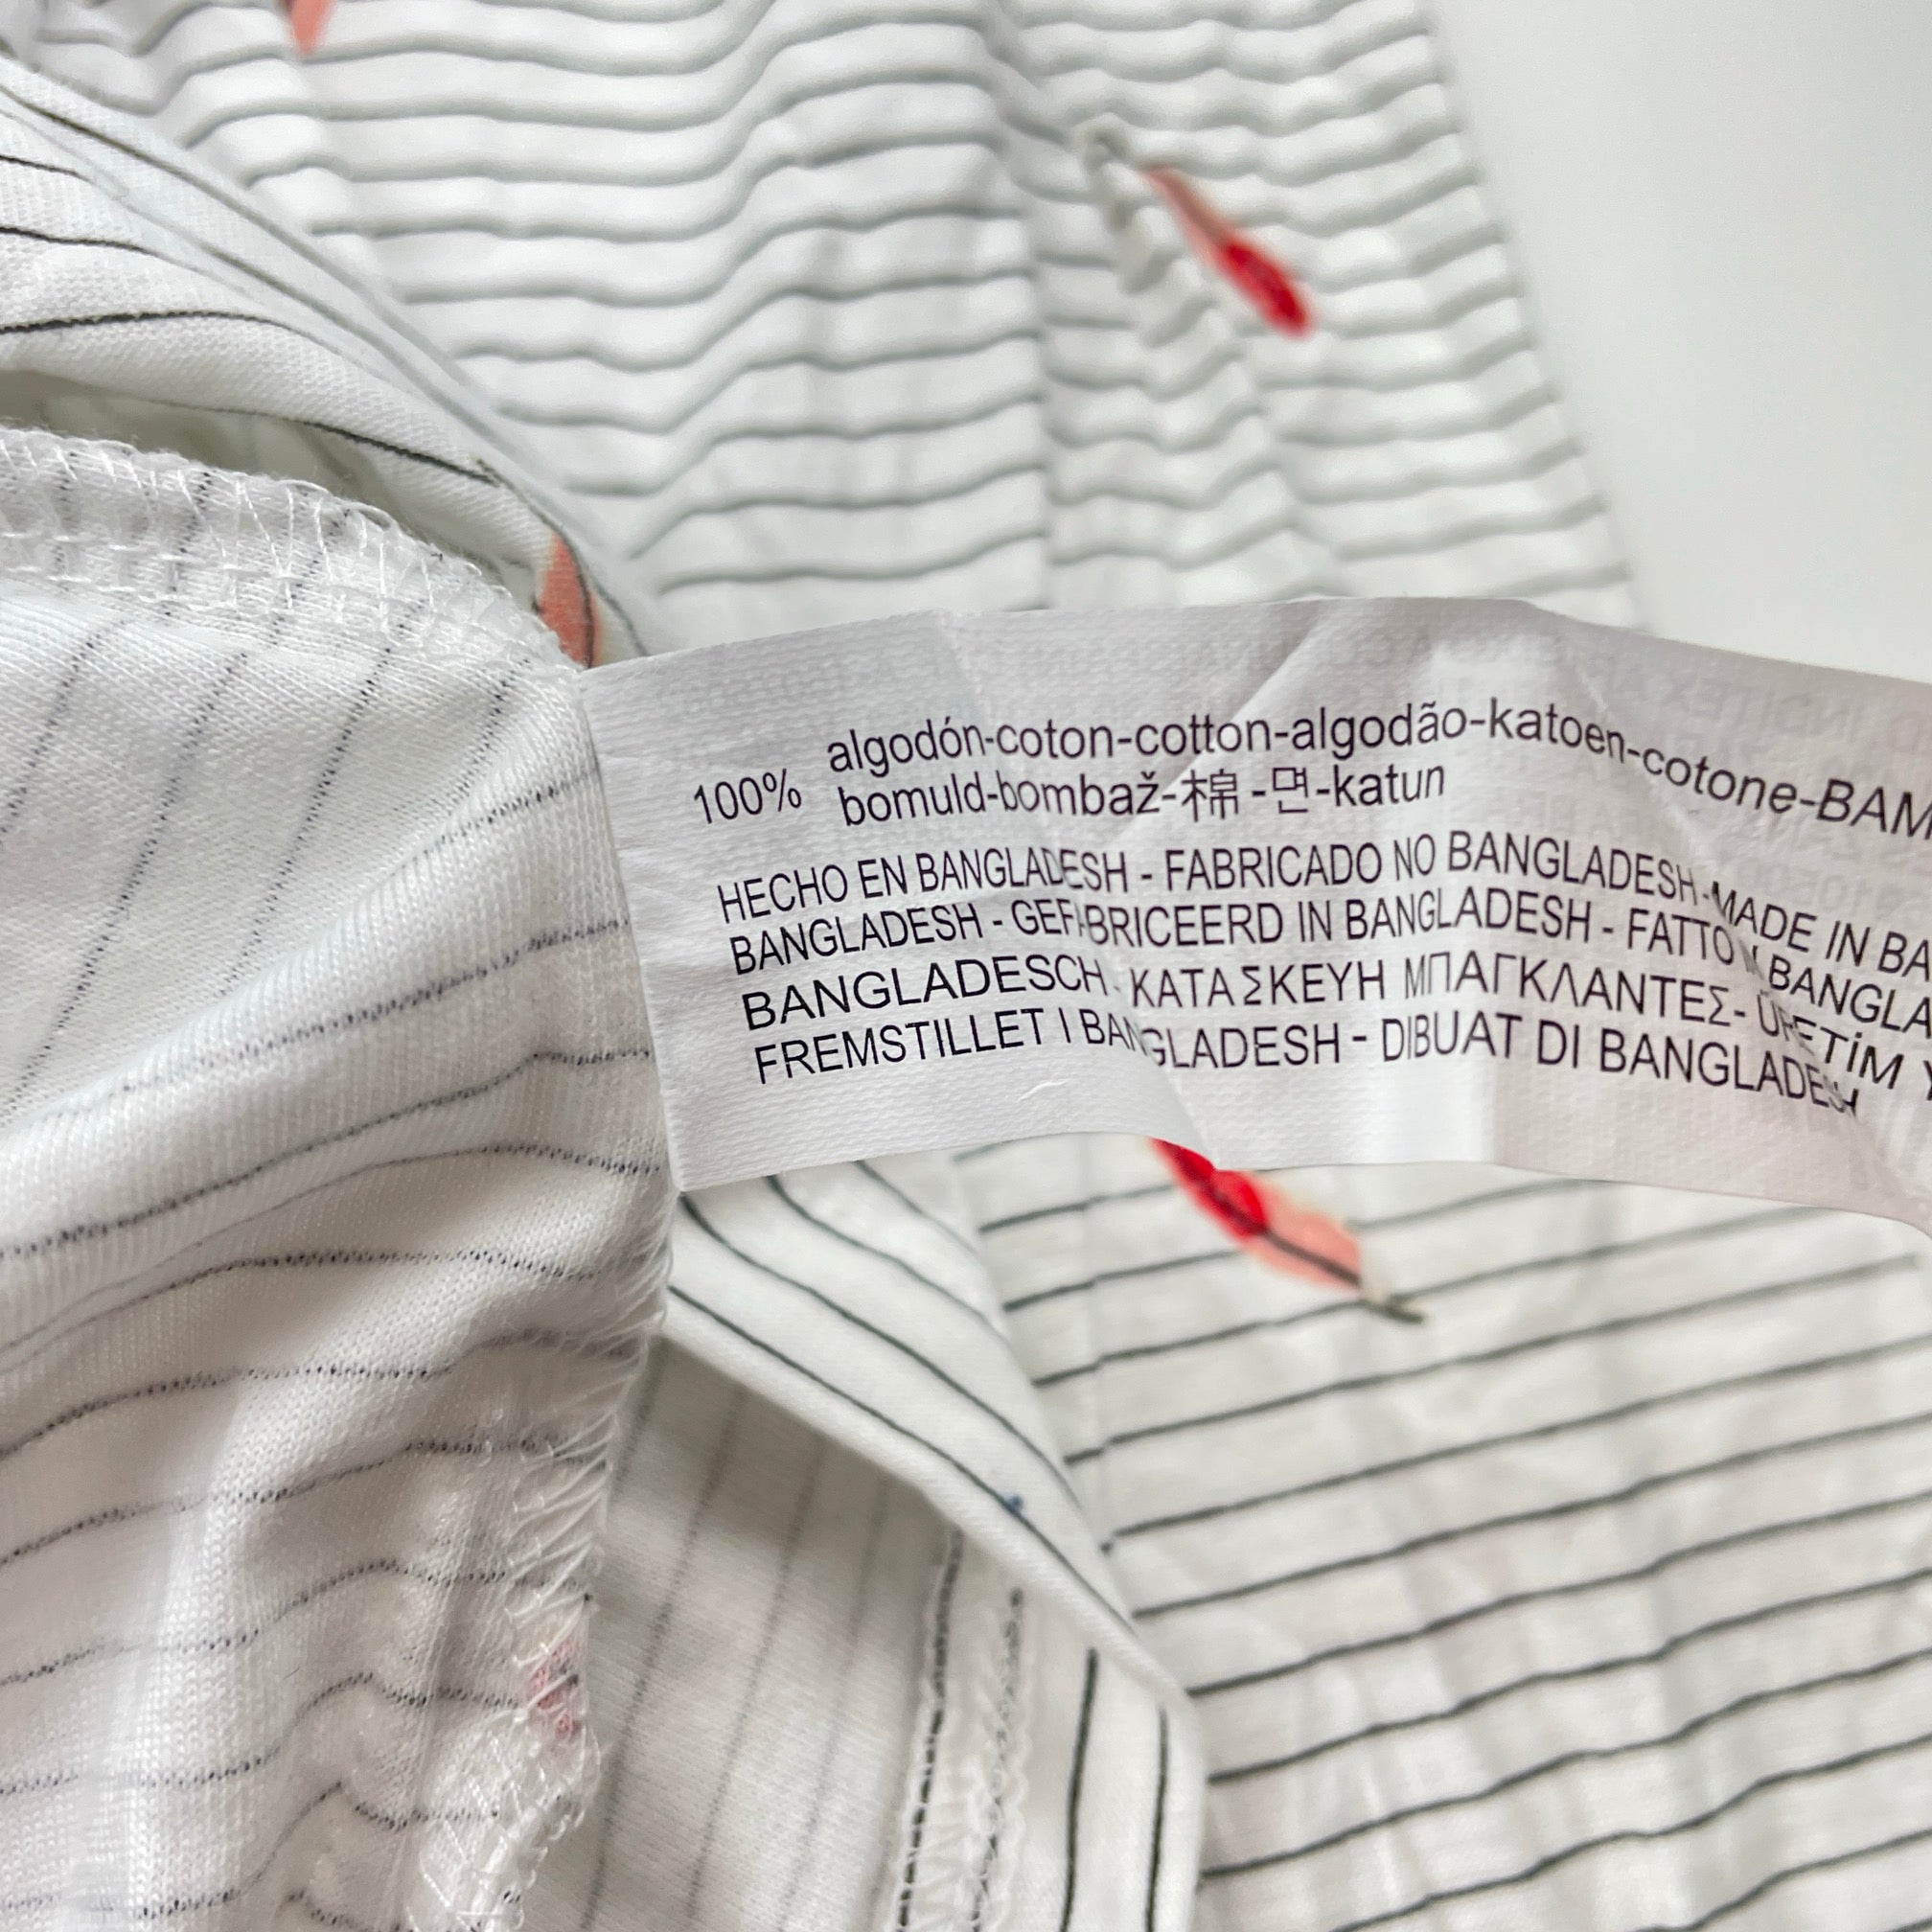 100% algodón-coton-cotton-algodão-katoen-cotone-BAM
bomuld-bombaž-棉-면-katun
HECHO EN BANGLADESH - FABRICADO NO BANGLADESH-MADE IN BA
BANGLADESH - GEFABRICEERD IN BANGLADESH - FATTO BANGLA
BANGLADESCH- ΚΑΤΑΣΚΕΥΗ ΜΠΑΓΚΛΑΝΤΕΣ- ÜRETİM Y
FREMSTILLET I BANGLADESH - DIBUAT DI BANGLADESH